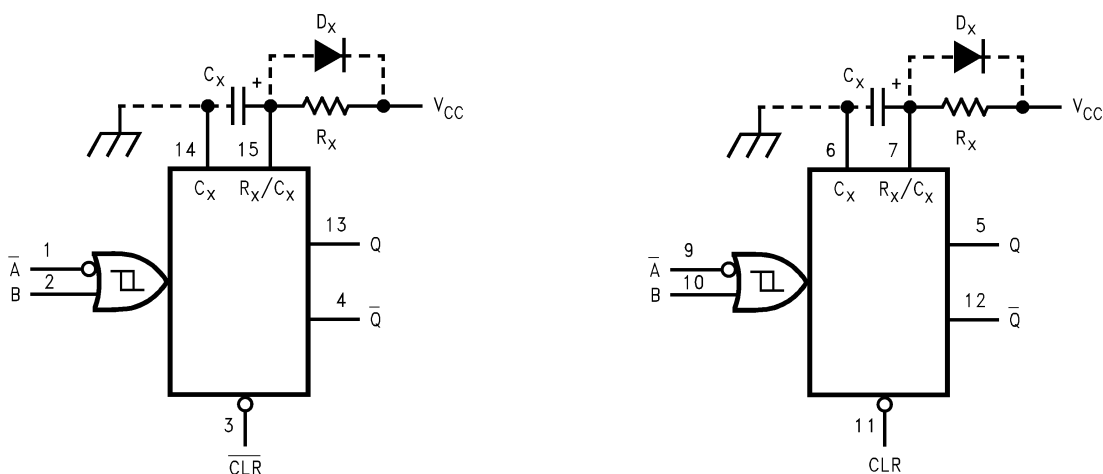 Dx
Cx +
VCC
Rx
14 15
Cx Rx/Cx
13
Q
1
A̅
2
B
4
Q̅
3
C̅L̅R̅
Dx
Cx +
VCC
Rx
6 7
Cx Rx/Cx
5
Q
9
A̅
10
B
12
Q̅
11
CLR